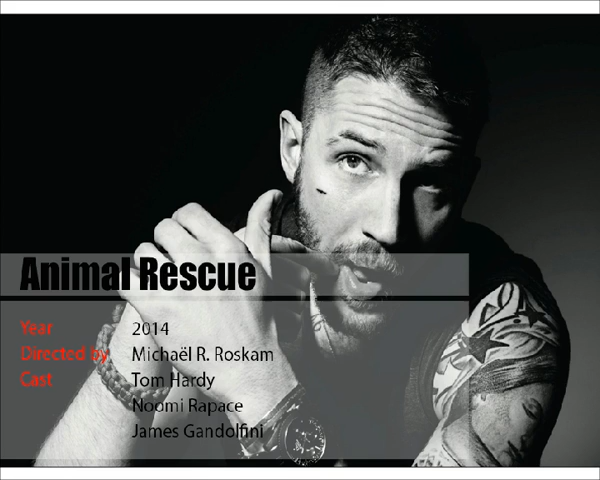 Animal Rescue
Year 2014
Directed by Michaël R. Roskam
Cast Tom Hardy
Noomi Rapace
James Gandolfini